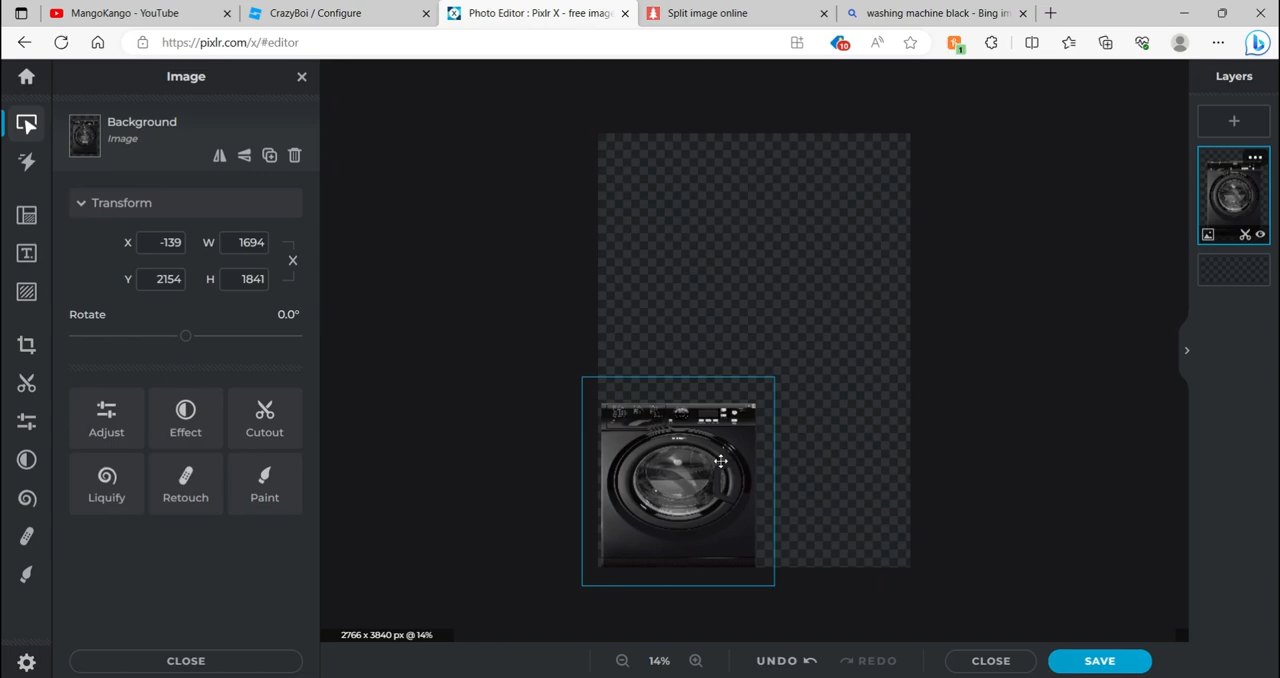 MangoKango - YouTube
CrazyBoi / Configure
Photo Editor : Pixlr X - free image
Split image online
washing machine black - Bing im
https://pixlr.com/x/#editor
10
1
Image
Layers
Background
Image
Transform
X -139 W 1694
Y 2154 H 1841
X
Rotate 0.0°
Adjust Effect Cutout
Liquify Retouch Paint
2766 x 3840 px @ 14%
CLOSE
14%
UNDO
REDO
CLOSE
SAVE